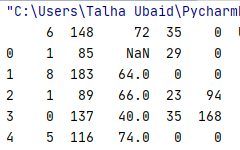 "C:\Users\Talha Ubaid\Pycharm
6 148 72 35 0
0 1 85 NaN 29 0
1 8 183 64.0 0 0
2 1 89 66.0 23 94
3 0 137 40.0 35 168
4 5 116 74.0 0 0